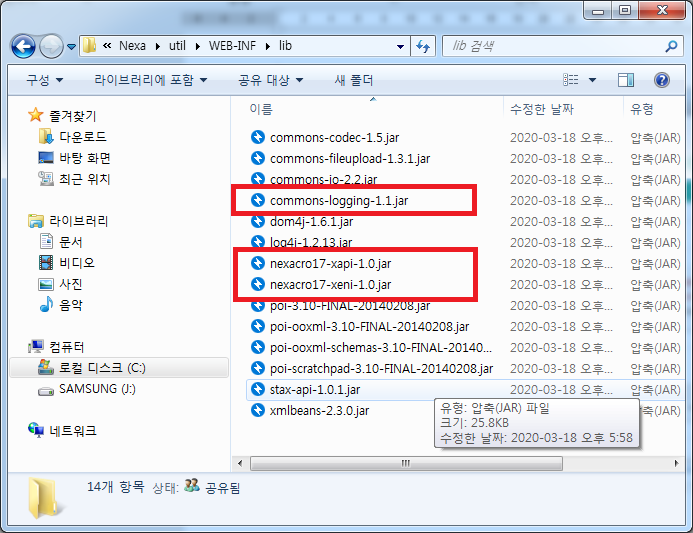 « Nexa ▸ util ▸ WEB-INF ▸ lib
lib 검색
구성 라이브러리에 포함 공유 대상 새 폴더
즐겨찾기
다운로드
바탕 화면
최근 위치
라이브러리
문서
비디오
사진
음악
컴퓨터
로컬 디스크 (C:)
SAMSUNG (J:)
네트워크
이름 수정한 날짜 유형
commons-codec-1.5.jar 2020-03-18 오후... 압축(JAR)
commons-fileupload-1.3.1.jar 2020-03-18 오후... 압축(JAR)
commons-io-2.2.jar 2020-03-18 오후... 압축(JAR)
commons-logging-1.1.jar 2020-03-18 오후... 압축(JAR)
dom4j-1.6.1.jar 2020-03-18 오후... 압축(JAR)
log4j-1.2.13.jar 2020-03-18 오후... 압축(JAR)
nexacro17-xapi-1.0.jar 2020-03-18 오후... 압축(JAR)
nexacro17-xeni-1.0.jar 2020-03-18 오후... 압축(JAR)
poi-3.10-FINAL-20140208.jar 2020-03-18 오후... 압축(JAR)
poi-ooxml-3.10-FINAL-20140208.jar 2020-03-18 오후... 압축(JAR)
poi-ooxml-schemas-3.10-FINAL-20140... 2020-03-18 오후... 압축(JAR)
poi-scratchpad-3.10-FINAL-20140208.jar 2020-03-18 오후... 압축(JAR)
stax-api-1.0.1.jar 2020-03-18 오후... 압축(JAR)
xmlbeans-2.3.0.jar 2020-03-18 오후... 압축(JAR)
유형: 압축(JAR) 파일
크기: 25.8KB
수정한 날짜: 2020-03-18 오후 5:58
14개 항목 상태: 공유됨